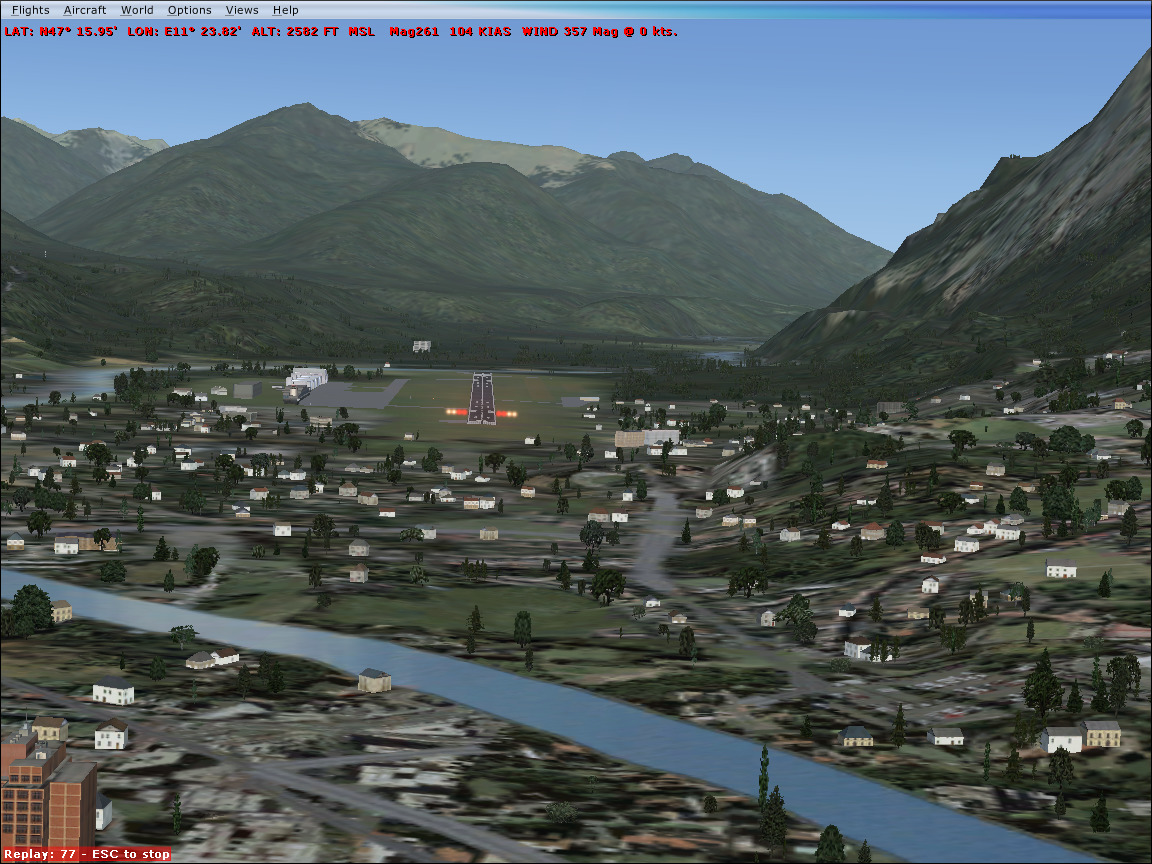 Flights Aircraft World Options Views Help
LAT: N47° 15.95' LON: E11° 23.82' ALT: 2582 FT MSL Mag261 104 KIAS WIND 357 Mag @ 0 kts.
Replay: 77 - ESC to stop